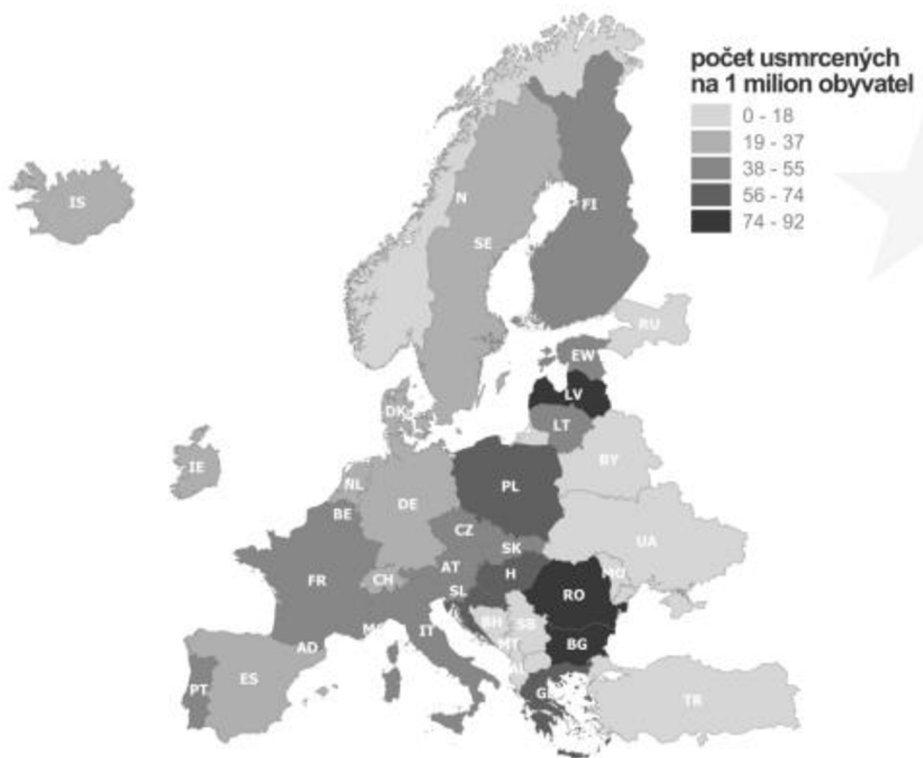 počet usmrcených
na 1 milion obyvatel
0 - 18
19 - 37
38 - 55
56 - 74
74 - 92
IS
N
SE
FI
RU
EW
LV
LT
DK
IE
NL
BE
DE
PL
BY
CZ
SK
UA
FR
CH
AT
H
SL
RO
MO
BH
SB
M
IT
MT
BG
AD
ES
PT
G
TR